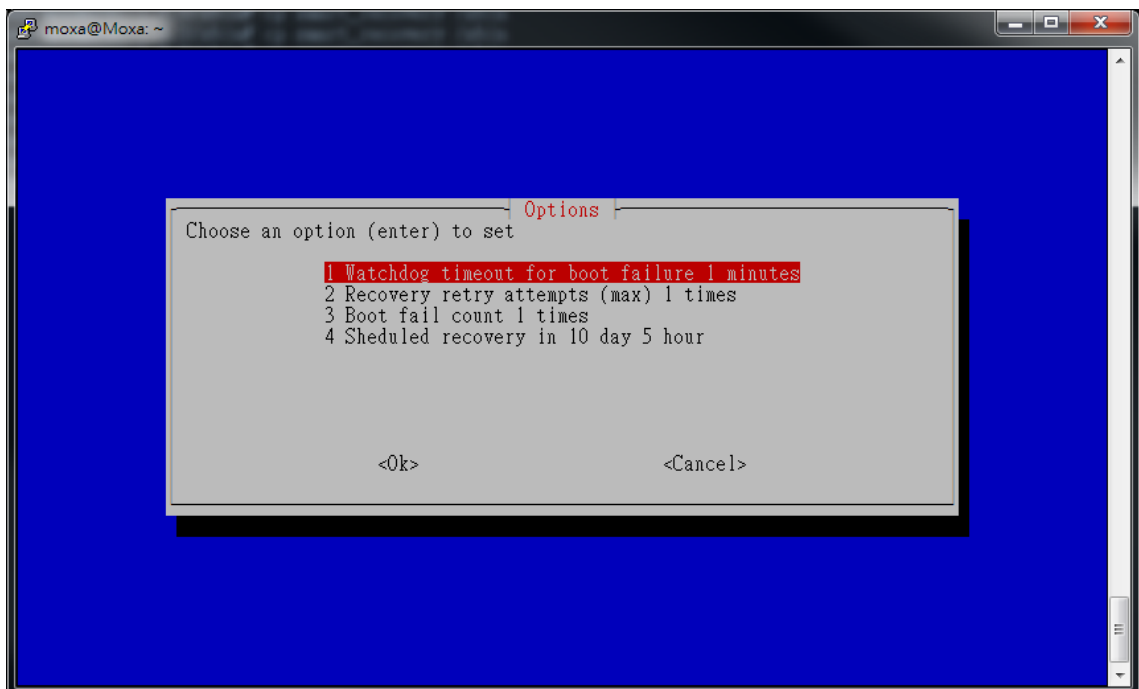 moxa@Moxa: ~
Options
Choose an option (enter) to set
1 Watchdog timeout for boot failure 1 minutes
2 Recovery retry attempts (max) 1 times
3 Boot fail count 1 times
4 Sheduled recovery in 10 day 5 hour
<Ok> <Cancel>